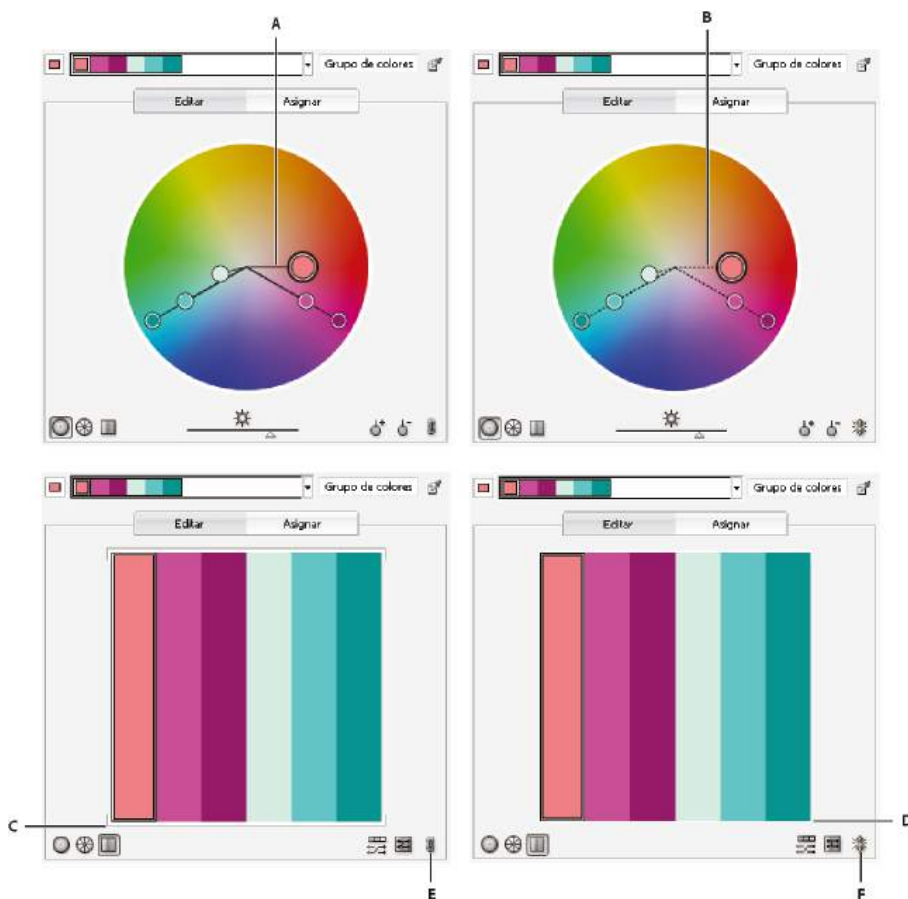 A
B
Grupo de colores
Grupo de colores
Editar
Asignar
Editar
Asignar
Grupo de colores
Grupo de colores
Editar
Asignar
Editar
Asignar
C
D
E
F